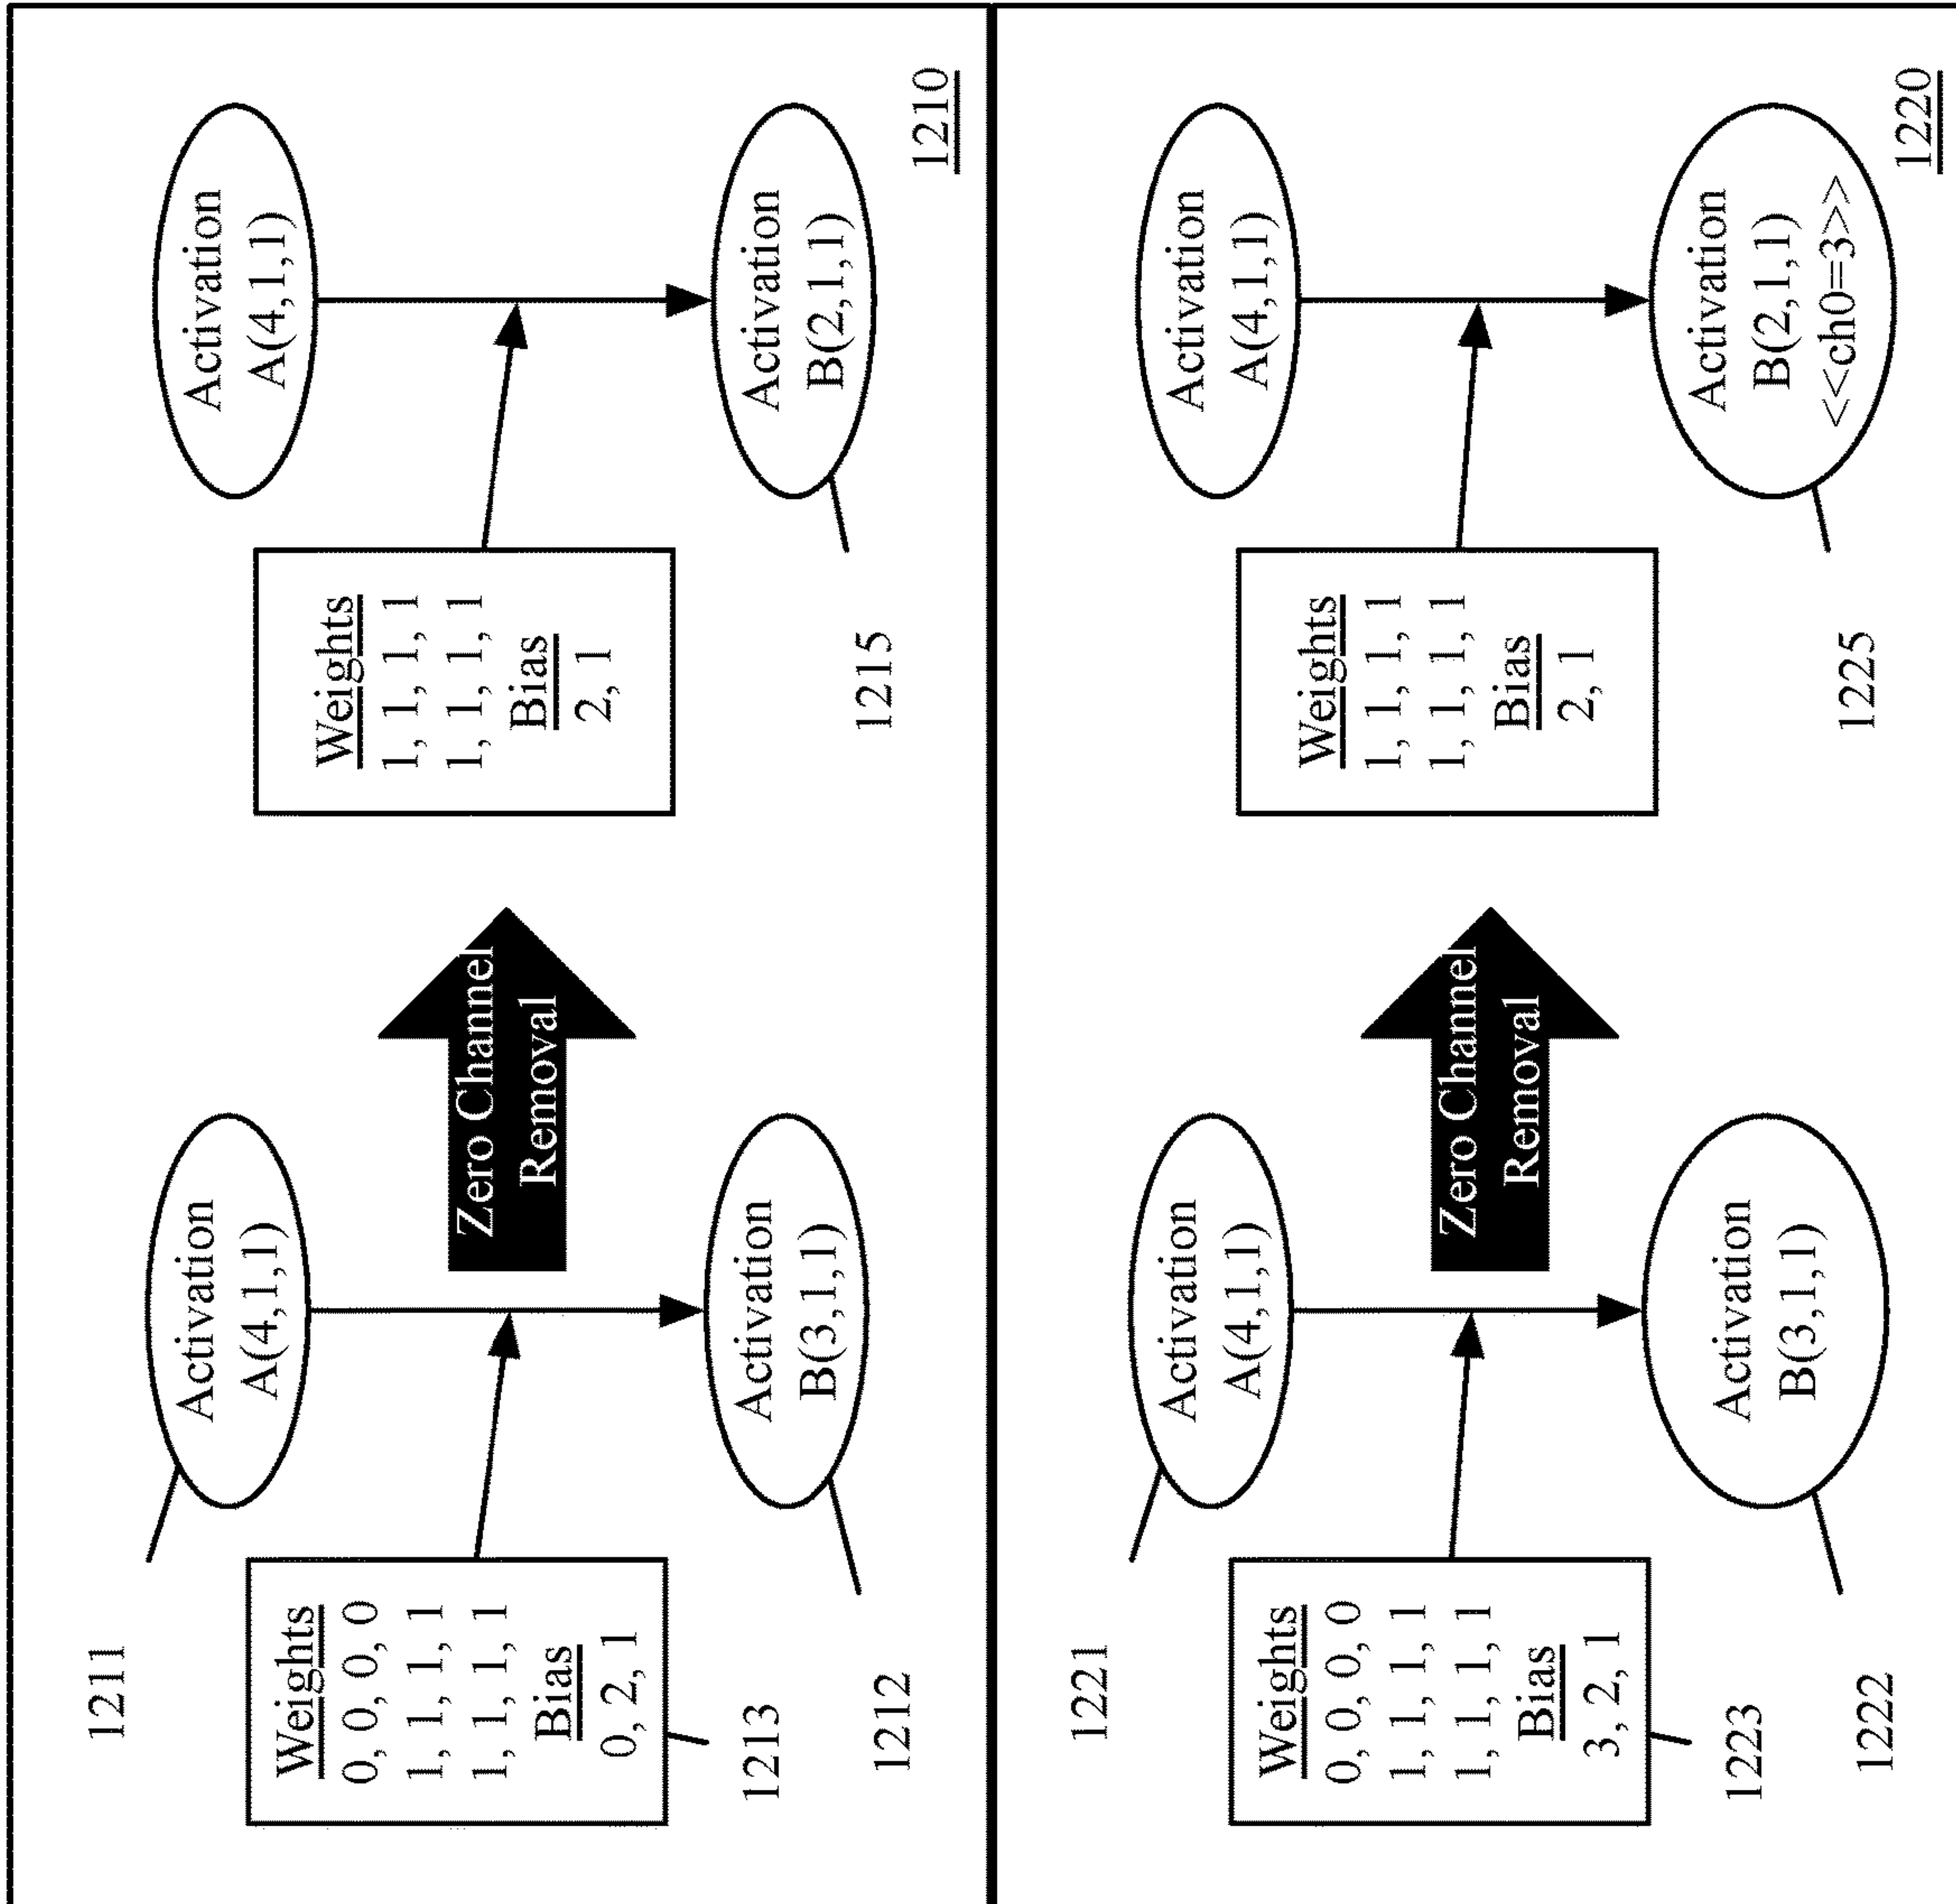 1211
Activation
A(4,1,1)
Weights
0, 0, 0, 0
1, 1, 1, 1
1, 1, 1, 1
Bias
0, 2, 1
1213
Activation
B(3,1,1)
1212
Zero Channel
Removal
Activation
A(4,1,1)
Weights
1, 1, 1, 1
1, 1, 1, 1
Bias
2, 1
Activation
B(2,1,1)
1215
1210
1221
Activation
A(4,1,1)
Weights
0, 0, 0, 0
1, 1, 1, 1
1, 1, 1, 1
Bias
3, 2, 1
1223
Activation
B(3,1,1)
1222
Zero Channel
Removal
Activation
A(4,1,1)
Weights
1, 1, 1, 1
1, 1, 1, 1
Bias
2, 1
Activation
B(2,1,1)
<<ch0=3>>
1225
1220